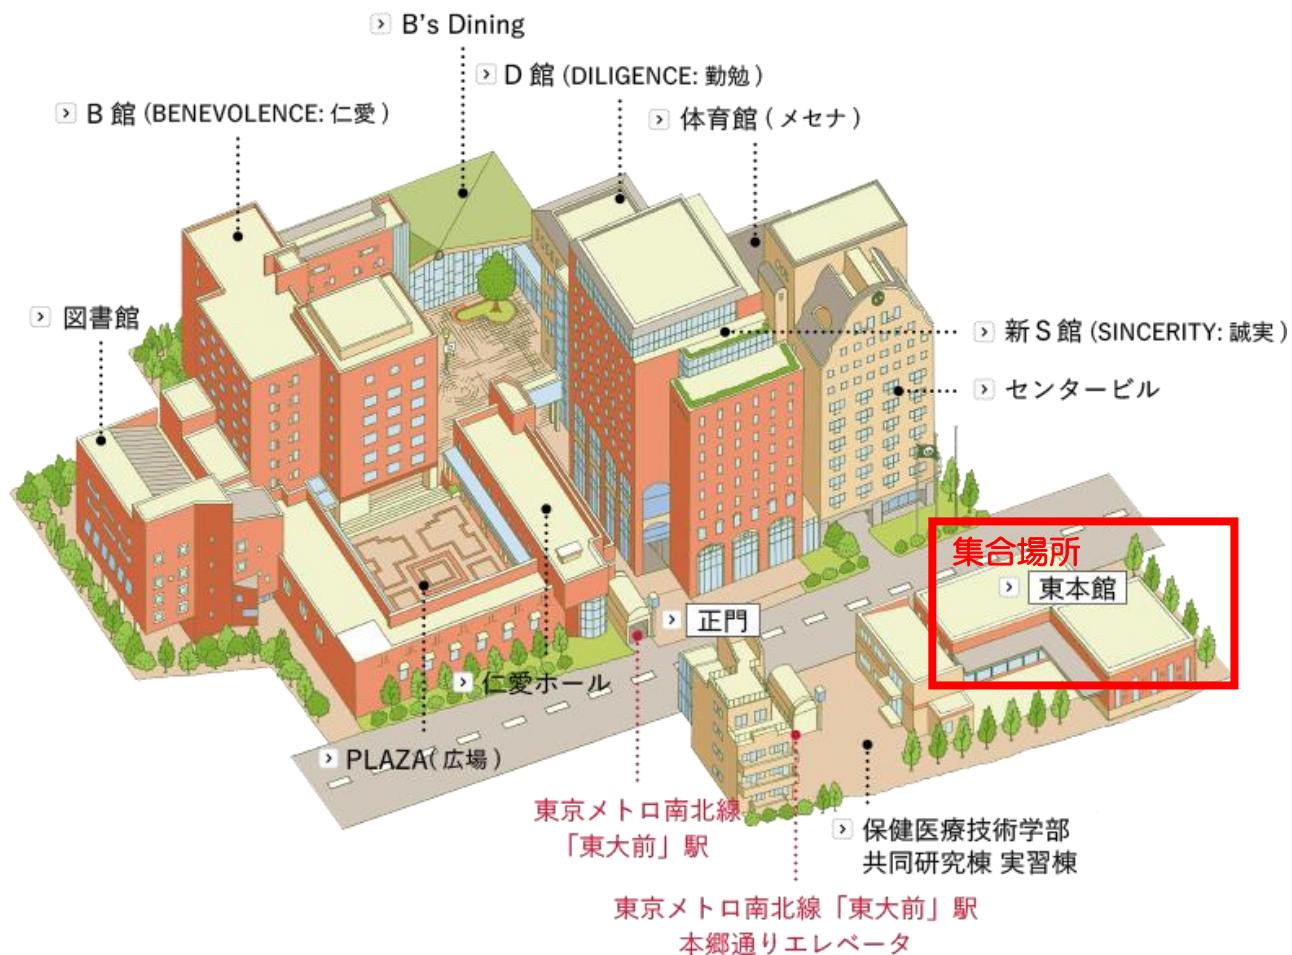 B's Dining
D 館 (DILIGENCE: 勤勉 )
B 館 (BENEVOLENCE: 仁愛 )
体育館 ( メセナ )
図書館
新 S 館 (SINCERITY: 誠実 )
センタービル
集合場所
東本館
正門
仁愛ホール
PLAZA( 広場 )
東京メトロ南北線
「東大前」駅
保健医療技術学部
共同研究棟 実習棟
東京メトロ南北線「東大前」駅
本郷通りエレベータ